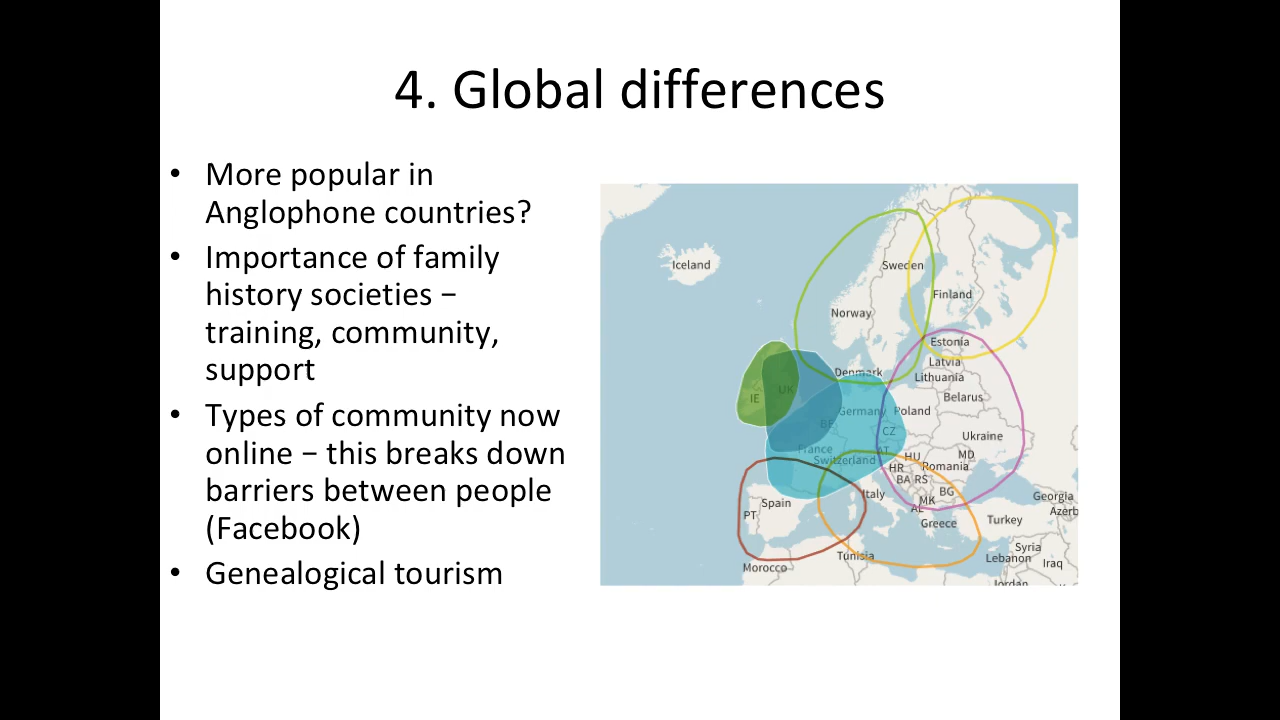 4. Global differences
• More popular in
Anglophone countries?
• Importance of family
history societies –
training, community,
support
• Types of community now
online – this breaks down
barriers between people
(Facebook)
• Genealogical tourism
Iceland
Sweden
Finland
Norway
Estonia
Latvia
Denmark
Lithuania
UK
IE
Belarus
Germany
Poland
BE
CZ
Ukraine
France
AT
HU
MD
Switzerland
HR
Romania
BA RS
Italy
BG
Spain
MK
Georgia
PT
AL
Azerb
Greece
Turkey
Syria
Tunisia
Lebanon
Iraq
Morocco
Jordan